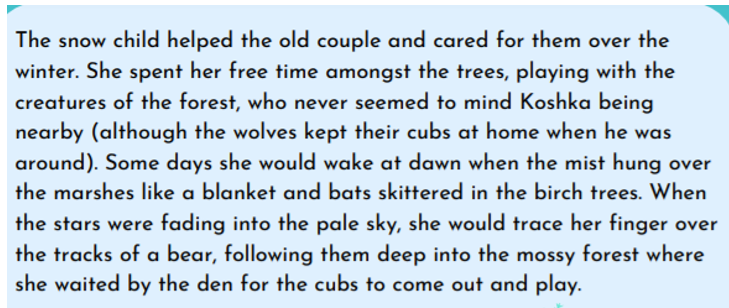 The snow child helped the old couple and cared for them over the
winter. She spent her free time amongst the trees, playing with the
creatures of the forest, who never seemed to mind Koshka being
nearby (although the wolves kept their cubs at home when he was
around). Some days she would wake at dawn when the mist hung over
the marshes like a blanket and bats skittered in the birch trees. When
the stars were fading into the pale sky, she would trace her finger over
the tracks of a bear, following them deep into the mossy forest where
she waited by the den for the cubs to come out and play.